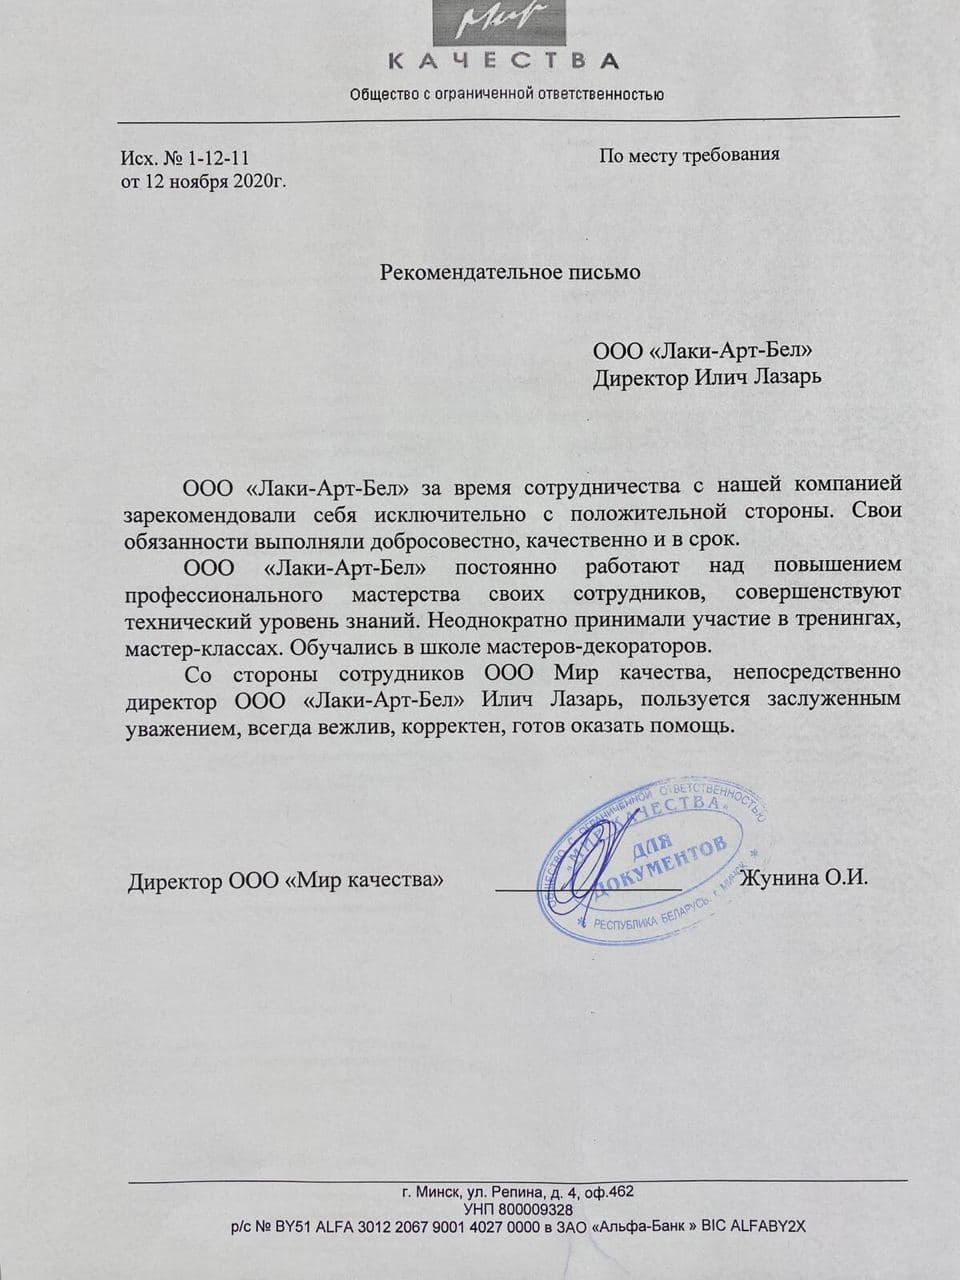 Мир
КАЧЕСТВА
Общество с ограниченной ответственностью
Исх. № 1-12-11
от 12 ноября 2020г.
По месту требования
Рекомендательное письмо
ООО «Лаки-Арт-Бел»
Директор Илич Лазарь
ООО «Лаки-Арт-Бел» за время сотрудничества с нашей компанией
зарекомендовали себя исключительно с положительной стороны. Свои
обязанности выполняли добросовестно, качественно и в срок.
ООО «Лаки-Арт-Бел» постоянно работают над повышением
профессионального мастерства своих сотрудников, совершенствуют
технический уровень знаний. Неоднократно принимали участие в тренингах,
мастер-классах. Обучались в школе мастеров-декораторов.
Со стороны сотрудников ООО Мир качества, непосредственно
директор ООО «Лаки-Арт-Бел» Илич Лазарь, пользуется заслуженным
уважением, всегда вежлив, корректен, готов оказать помощь.
ОБЩЕСТВО С ОГРАНИЧЕННОЙ ОТВЕТСТВЕННОСТЬЮ
«МИР КАЧЕСТВА»
ДЛЯ
ДОКУМЕНТОВ
* РЕСПУБЛИКА БЕЛАРУСЬ. г. МИНСК *
Директор ООО «Мир качества»
Жунина О.И.
г. Минск, ул. Репина, д. 4, оф.462
УНП 800009328
р/с № BY51 ALFA 3012 2067 9001 4027 0000 в ЗАО «Альфа-Банк » BIC ALFABY2X